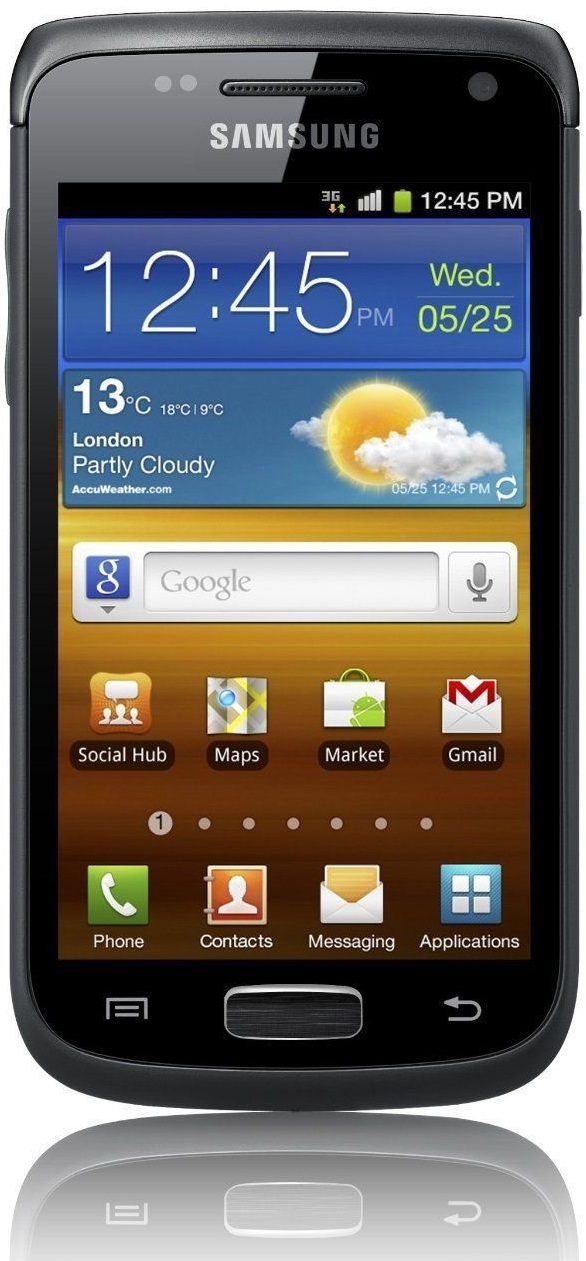 SAMSUNG
3G 12:45 PM
12:45 PM
Wed.
05/25
13°C 18°C | 9°C
London
Partly Cloudy
AccuWeather.com
05/25 12:45 PM
g Google
Social Hub Maps Market Gmail
1
Phone Contacts Messaging Applications